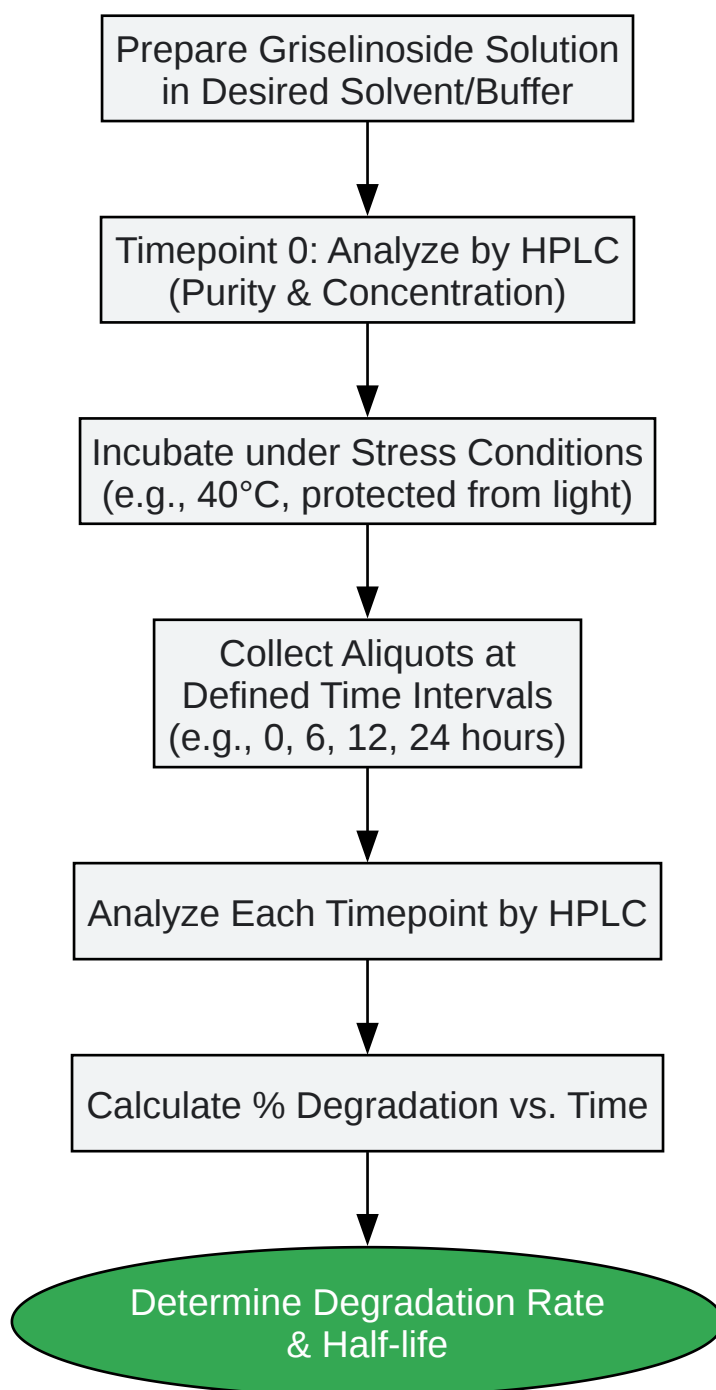 Prepare Griselinoside Solution
in Desired Solvent/Buffer
Timepoint 0: Analyze by HPLC
(Purity & Concentration)
Incubate under Stress Conditions
(e.g., 40°C, protected from light)
Collect Aliquots at
Defined Time Intervals
(e.g., 0, 6, 12, 24 hours)
Analyze Each Timepoint by HPLC
Calculate % Degradation vs. Time
Determine Degradation Rate
& Half-life